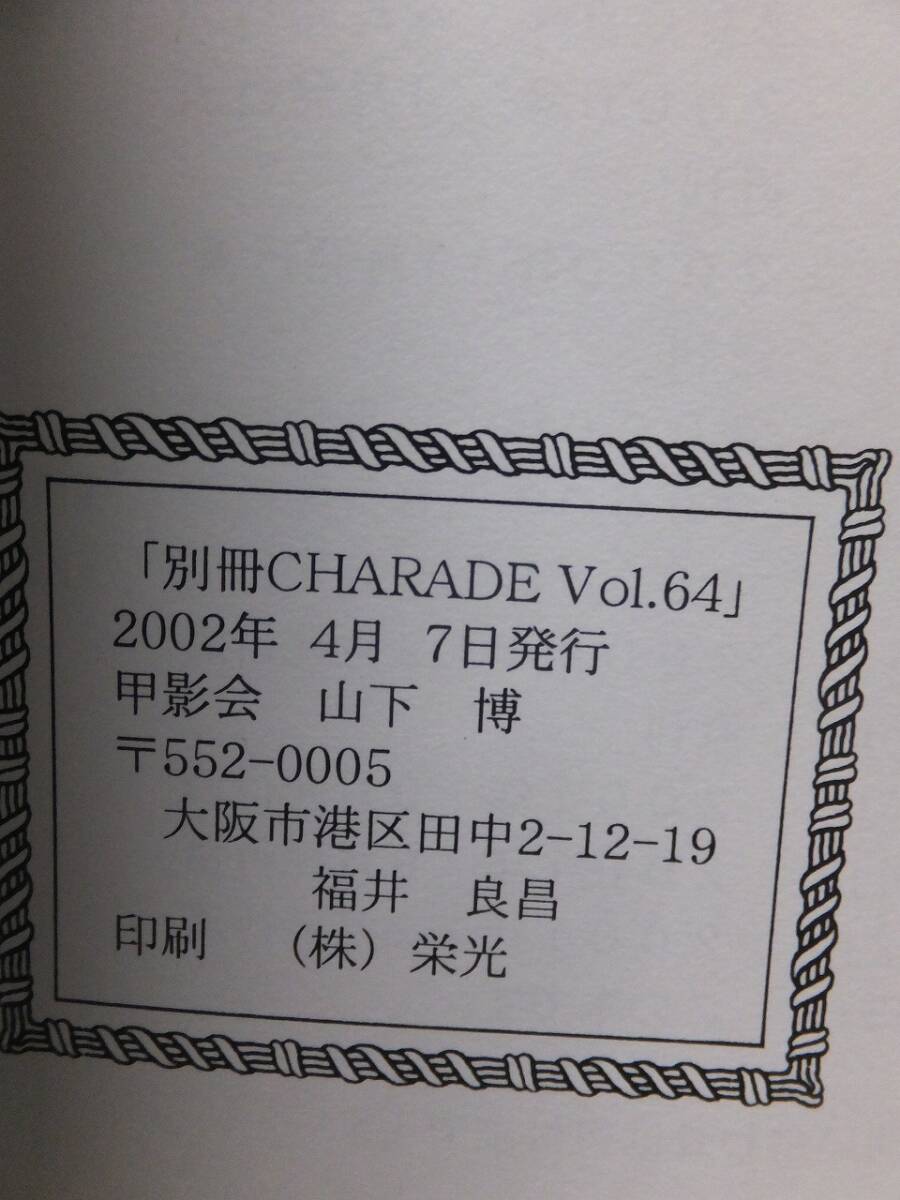 「別冊CHARADE Vol.64」
2002年 4月 7日発行
甲影会 山下 博
〒552-0005
大阪市港区田中2-12-19
福井 良昌
印刷 (株) 栄光